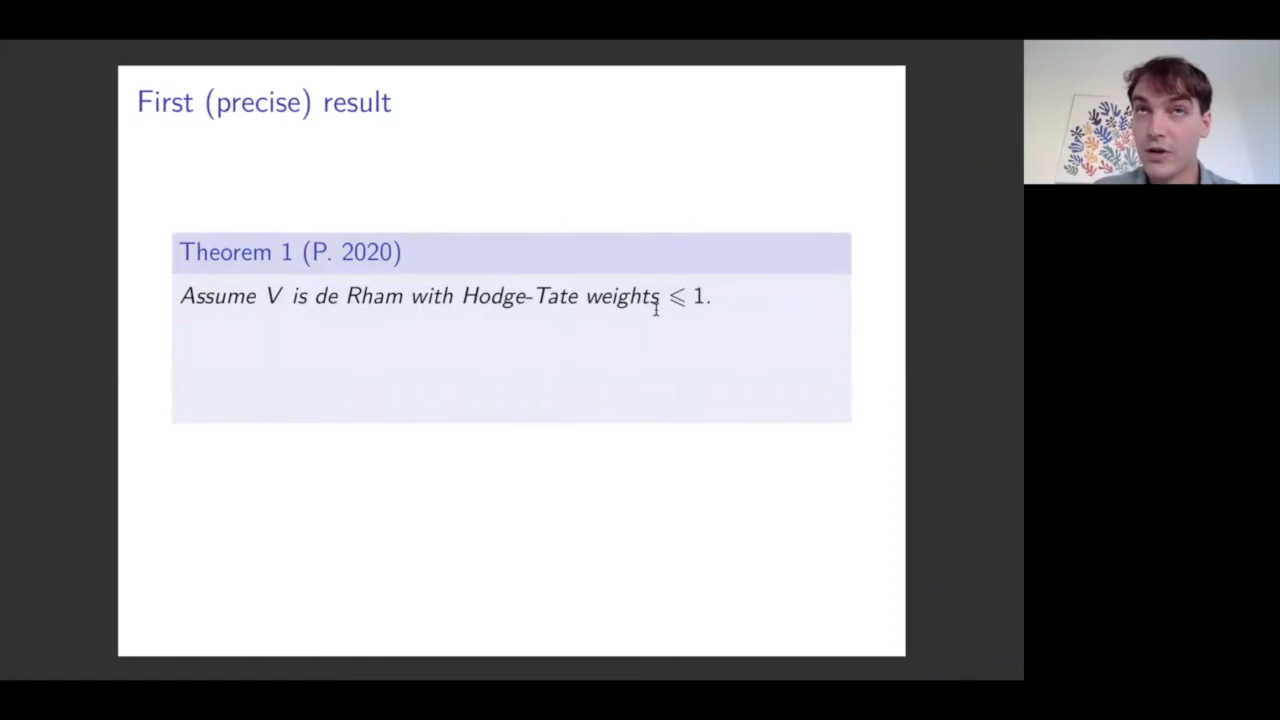 First (precise) result
Theorem 1 (P. 2020)
Assume V is de Rham with Hodge-Tate weights ⩽ 1.